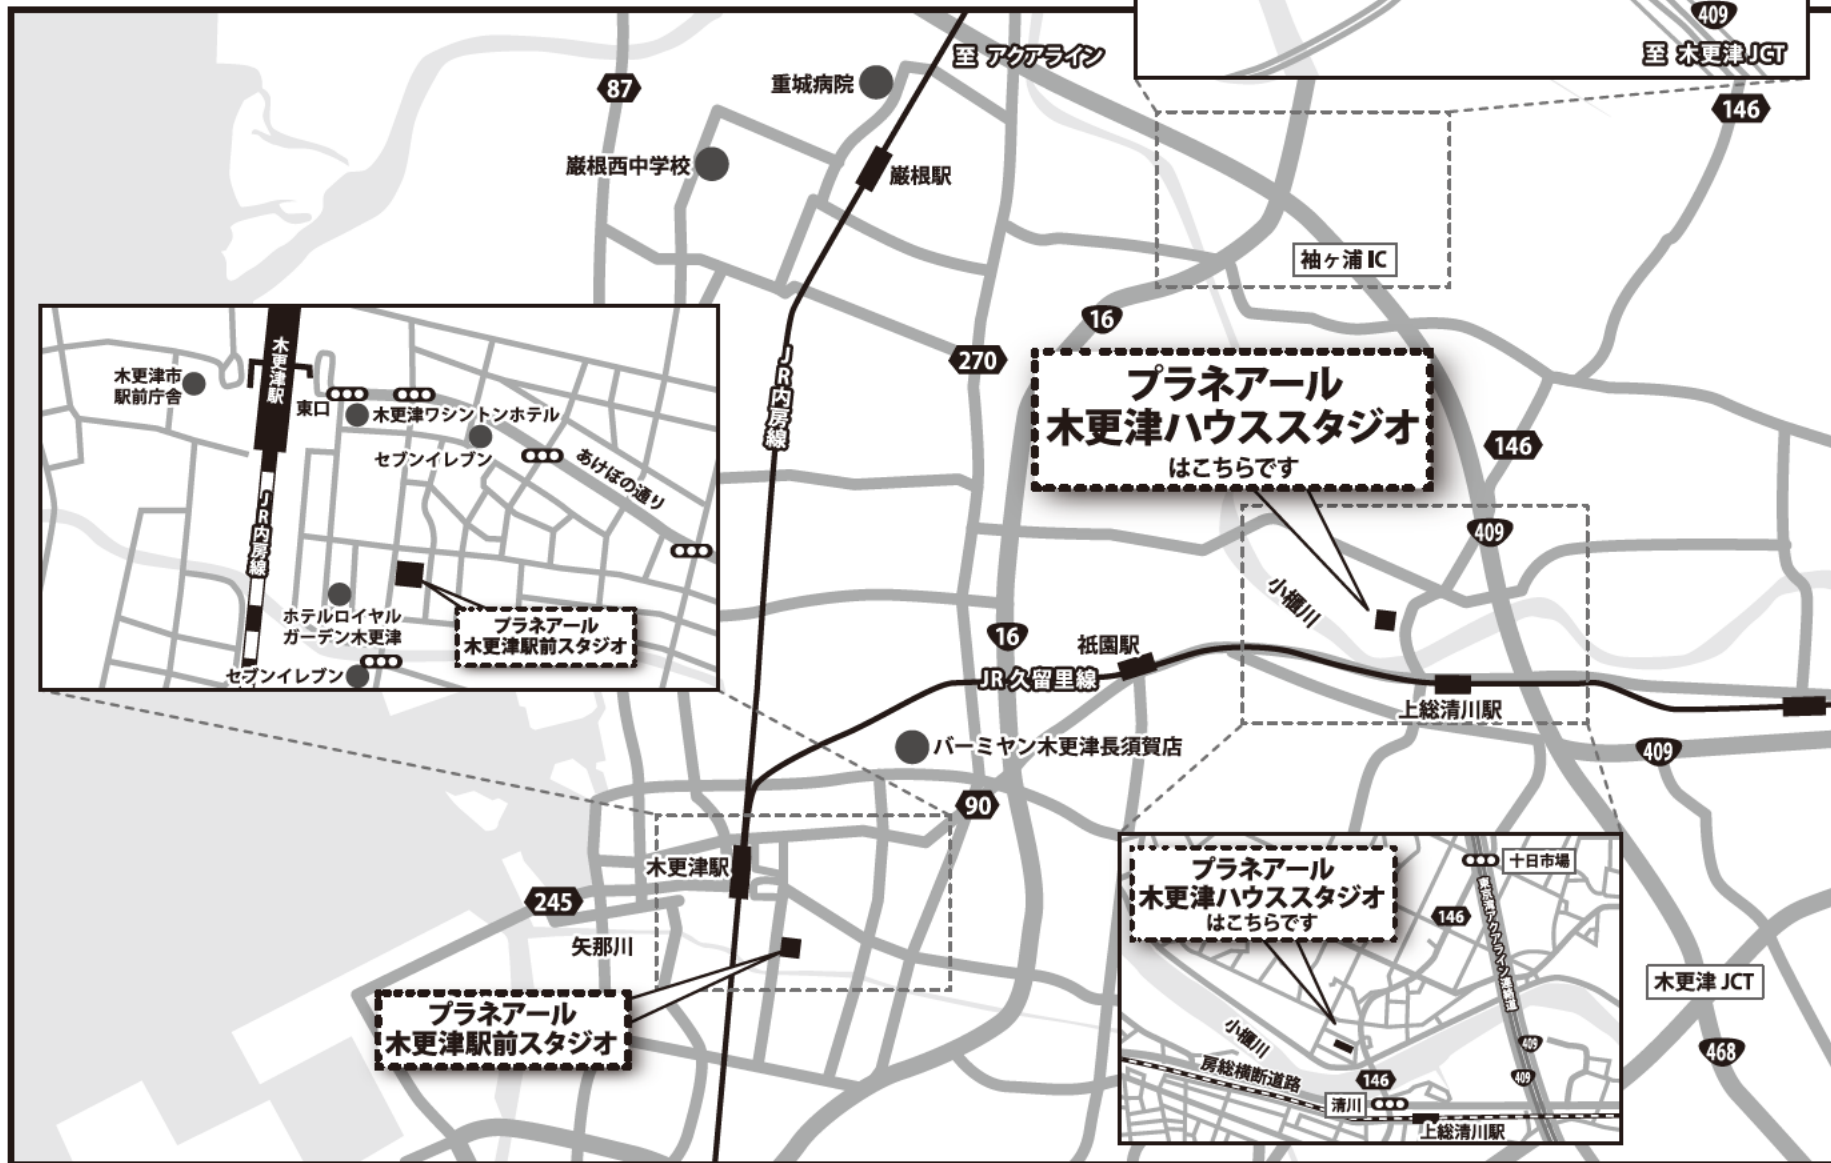 409
至 木更津JCT
至 アクアライン
87
重城病院
146
巌根西中学校
巌根駅
袖ヶ浦IC
16
270
JR内房線
プラネアール
木更津ハウススタジオ
はこちらです
146
409
小櫃川
16
祇園駅
JR久留里線
上総清川駅
409
バーミヤン木更津長須賀店
90
木更津駅
245
矢那川
プラネアール
木更津駅前スタジオ
木更津JCT
468
木更津駅
木更津市
駅前庁舎
東口
木更津ワシントンホテル
セブンイレブン
あけぼの通り
JR内房線
ホテルロイヤル
ガーデン木更津
プラネアール
木更津駅前スタジオ
セブンイレブン
プラネアール
木更津ハウススタジオ
はこちらです
十日市場
146
東京湾アクアライン連絡道
小櫃川
409
房総横断道路
146
409
清川
上総清川駅